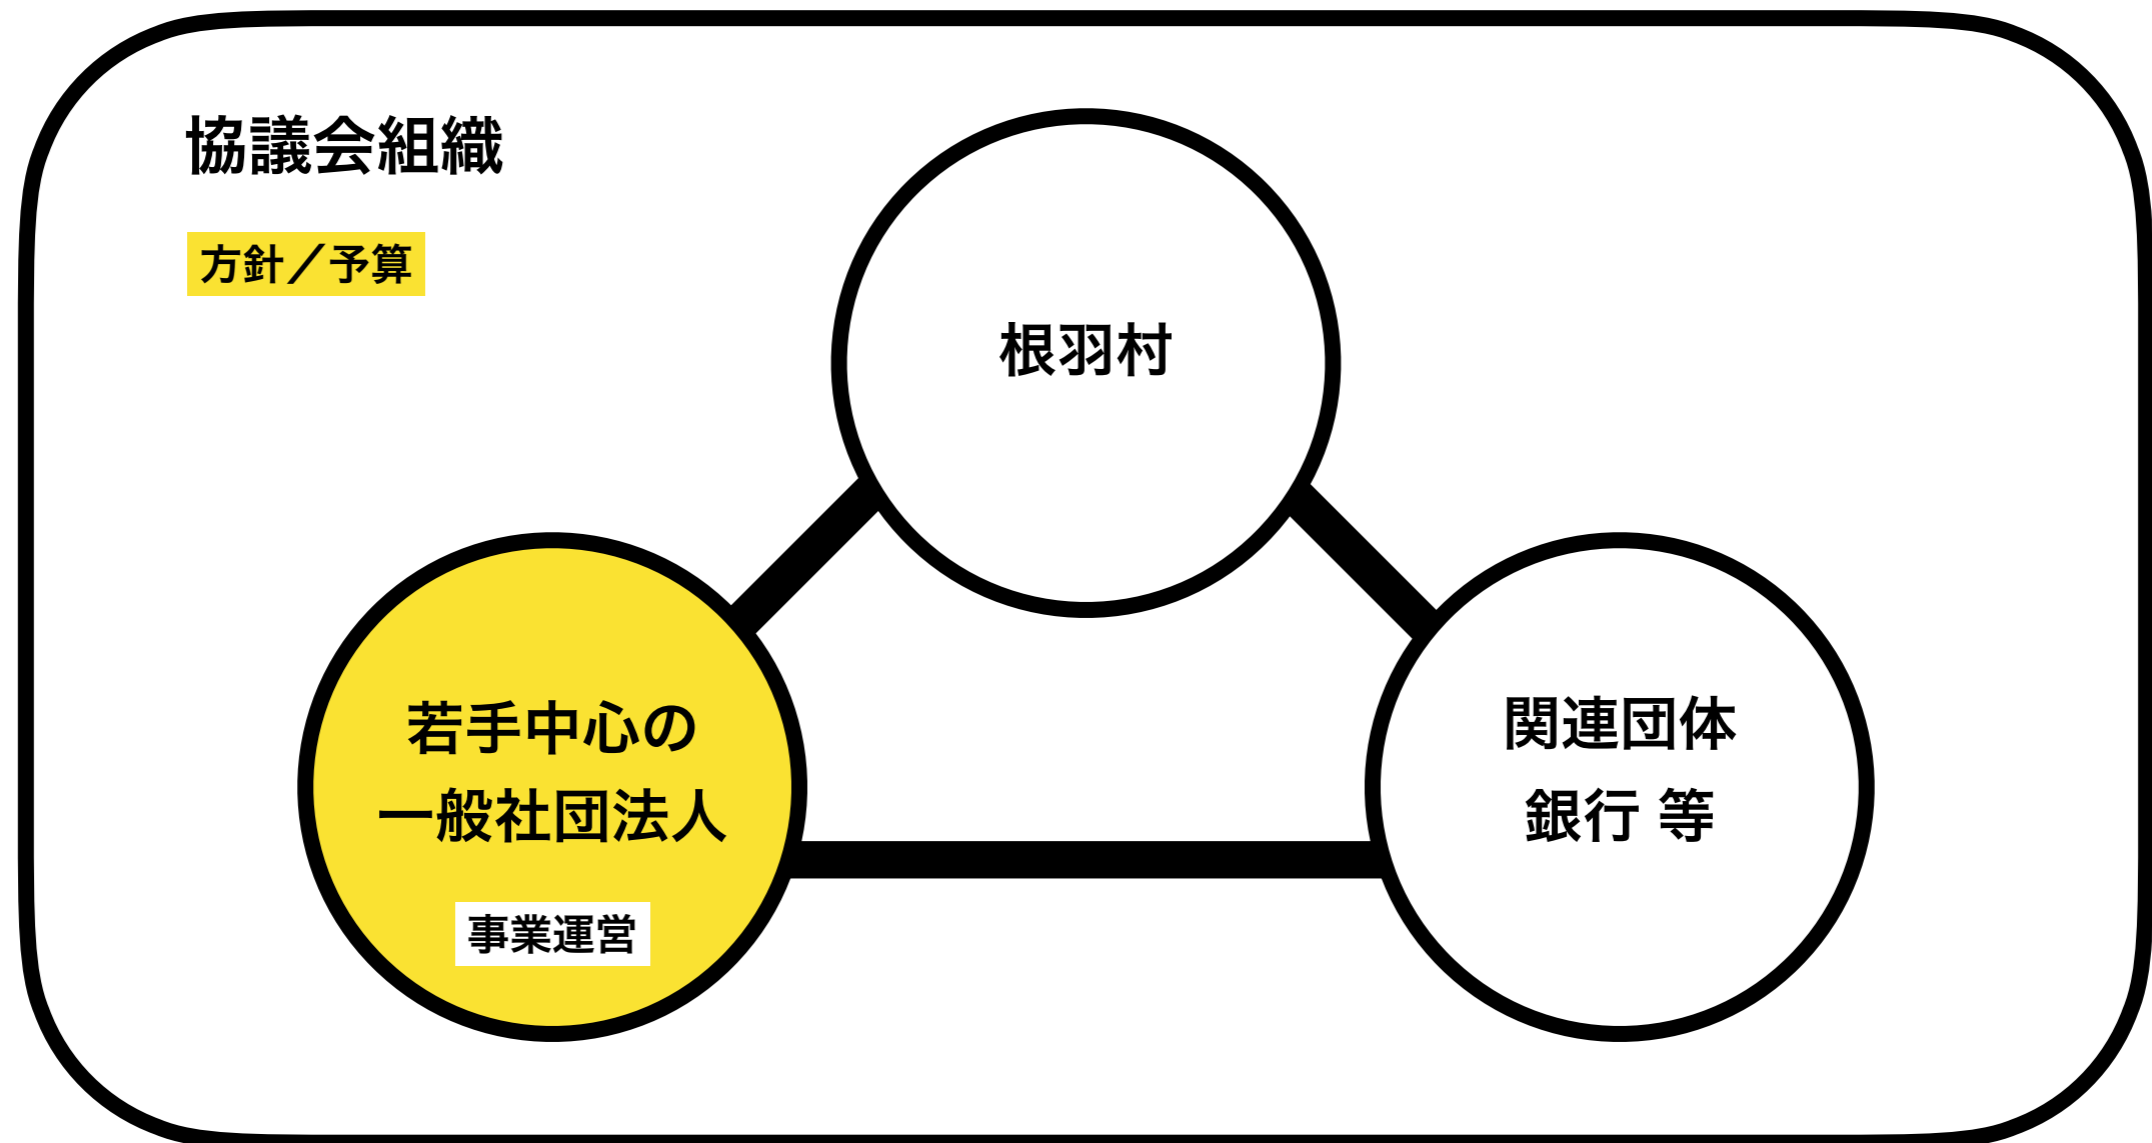 協議会組織
方針／予算
根羽村
若手中心の
一般社団法人
事業運営
関連団体
銀行 等